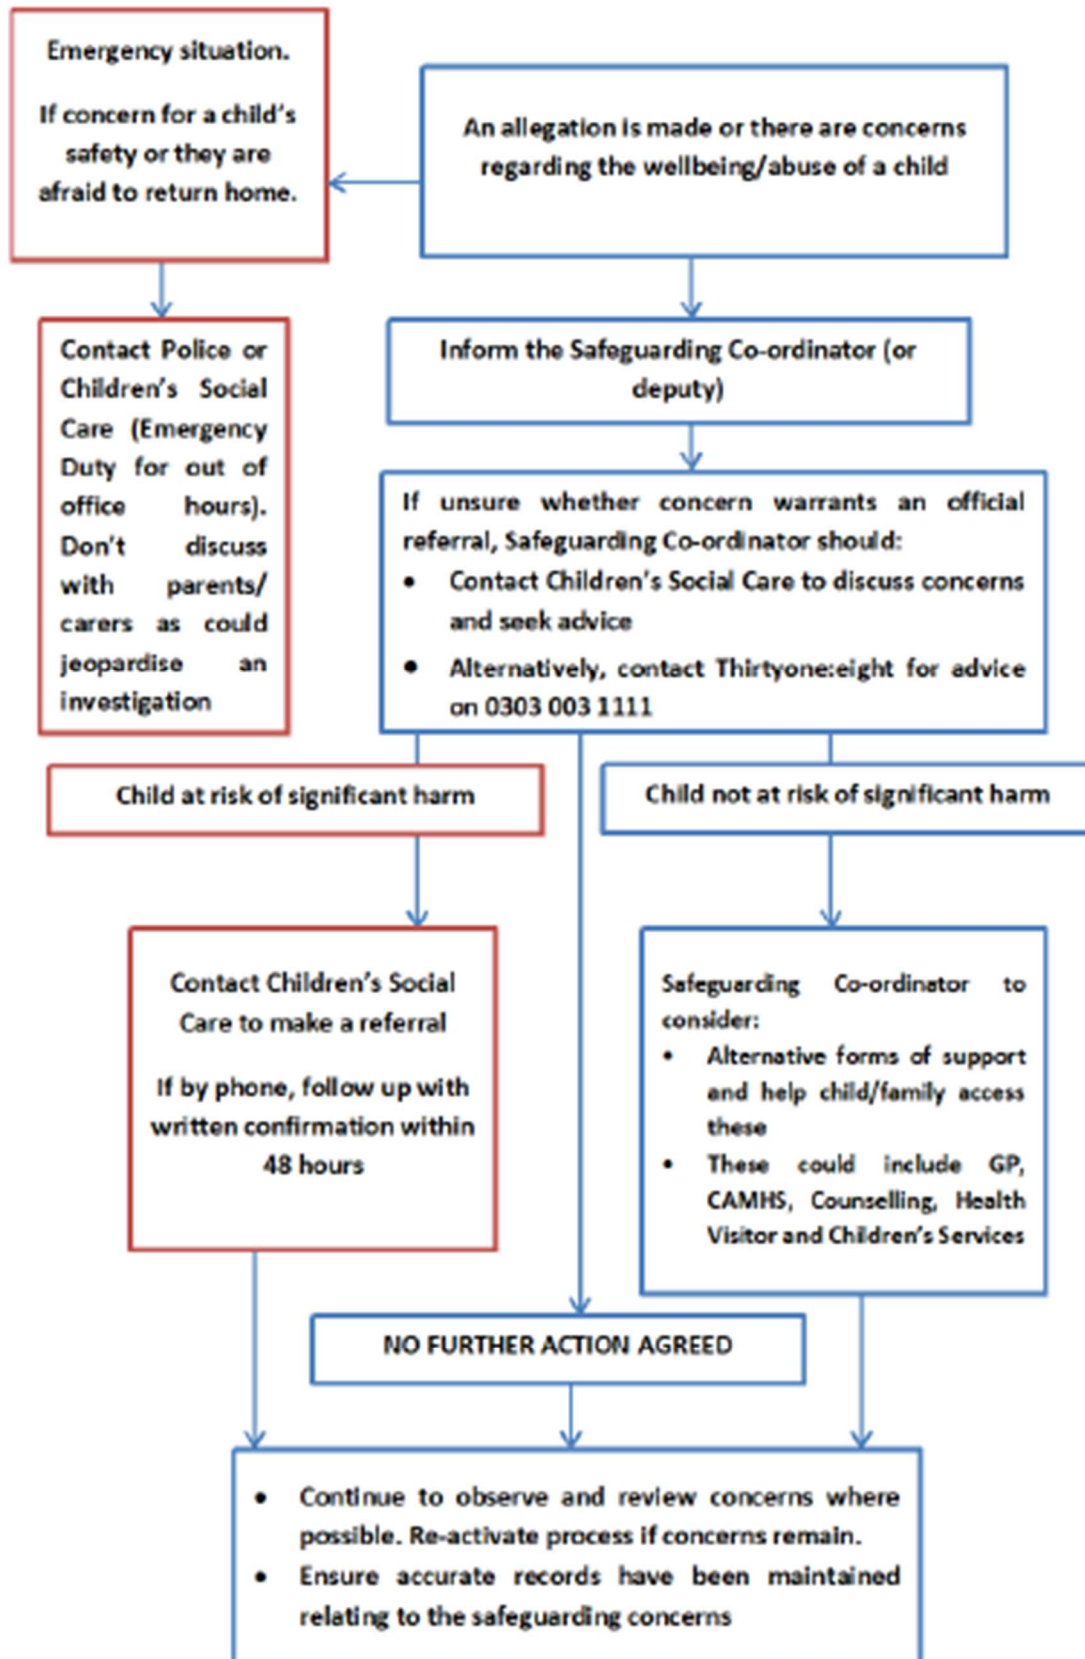 Emergency situation.
If concern for a child's
safety or they are
afraid to return home.
An allegation is made or there are concerns
regarding the wellbeing/abuse of a child
Contact Police or
Children's Social
Care (Emergency
Duty for out of
office hours).
Don't discuss
with parents/
carers as could
jeopardise an
investigation
Inform the Safeguarding Co-ordinator (or
deputy)
If unsure whether concern warrants an official
referral, Safeguarding Co-ordinator should:
• Contact Children's Social Care to discuss concerns
and seek advice
• Alternatively, contact Thirtyone:eight for advice
on 0303 003 1111
Child at risk of significant harm
Child not at risk of significant harm
Contact Children's Social
Care to make a referral
If by phone, follow up with
written confirmation within
48 hours
Safeguarding Co-ordinator to
consider:
• Alternative forms of support
and help child/family access
these
• These could include GP,
CAMHS, Counselling, Health
Visitor and Children's Services
NO FURTHER ACTION AGREED
• Continue to observe and review concerns where
possible. Re-activate process if concerns remain.
• Ensure accurate records have been maintained
relating to the safeguarding concerns